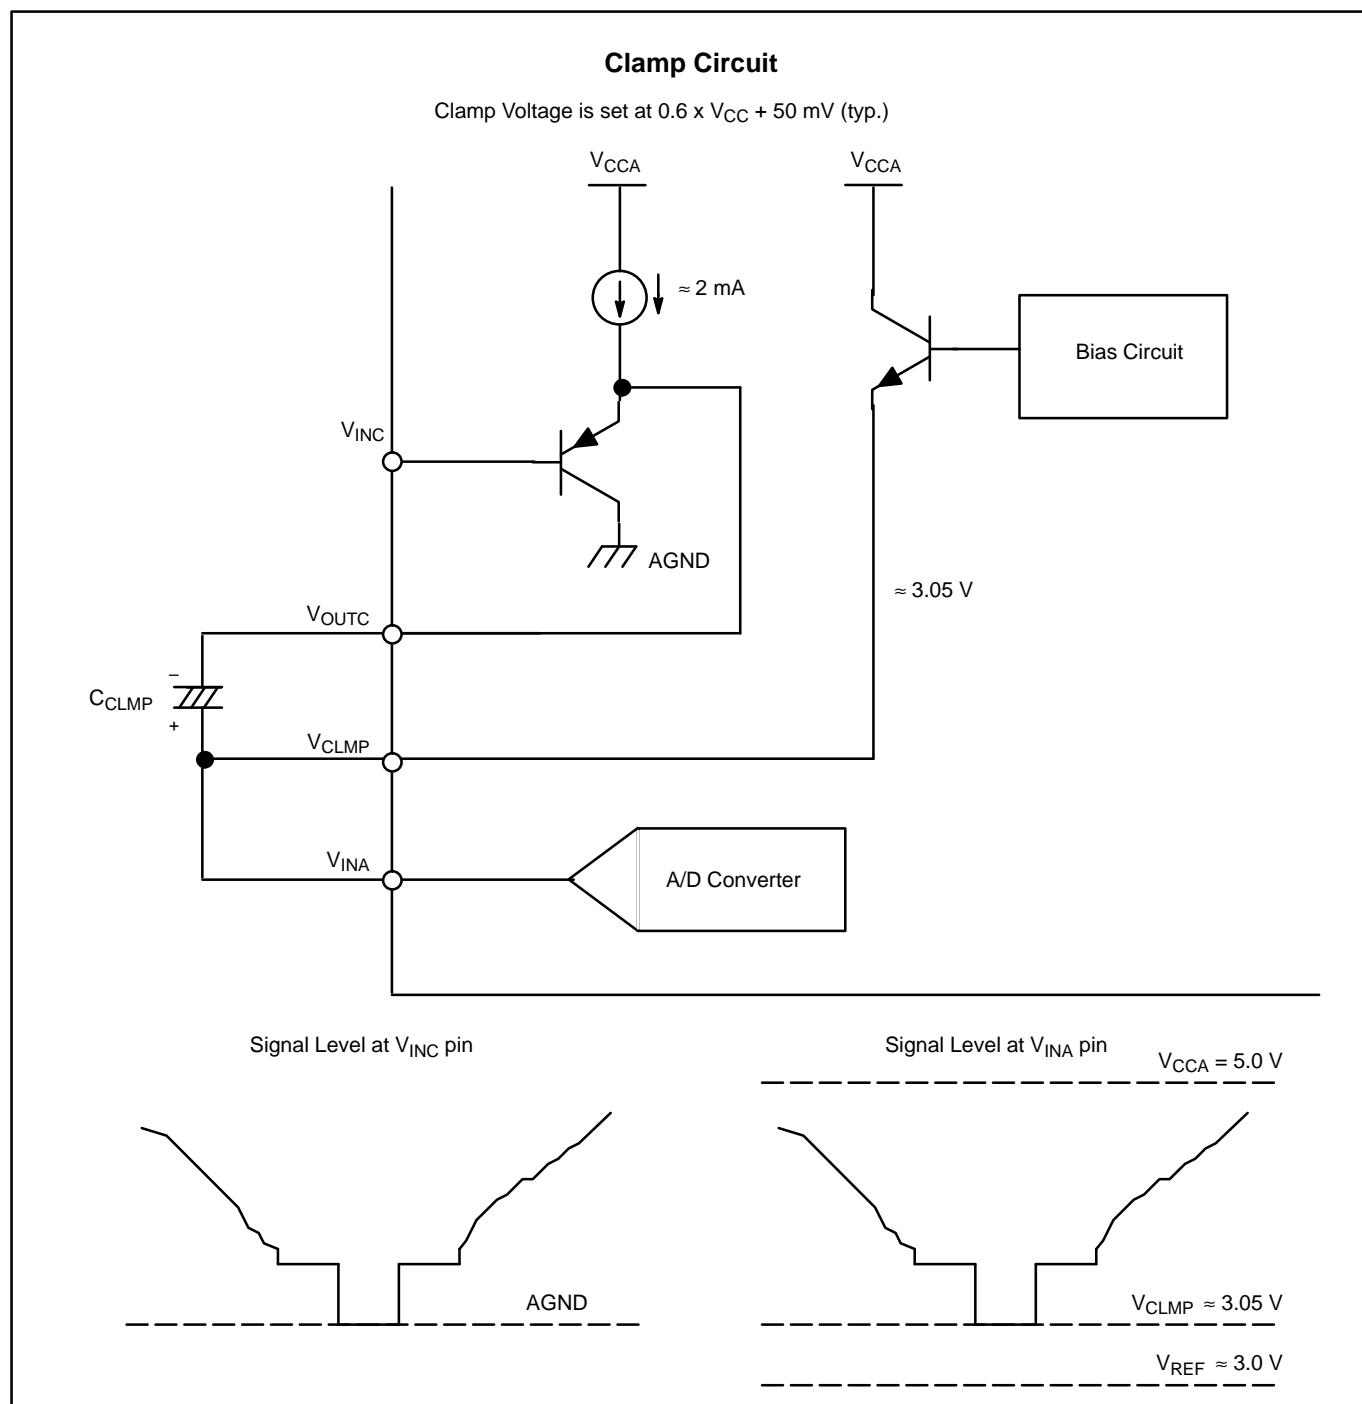 Clamp Circuit
Clamp Voltage is set at 0.6 x VCC + 50 mV (typ.)
VCCA
VCCA
≈ 2 mA
Bias Circuit
VINC
AGND
≈ 3.05 V
VOUTC
–
CCLMP
+
VCLMP
VINA
A/D Converter
Signal Level at VINC pin
Signal Level at VINA pin
VCCA = 5.0 V
AGND
VCLMP ≈ 3.05 V
VREF ≈ 3.0 V